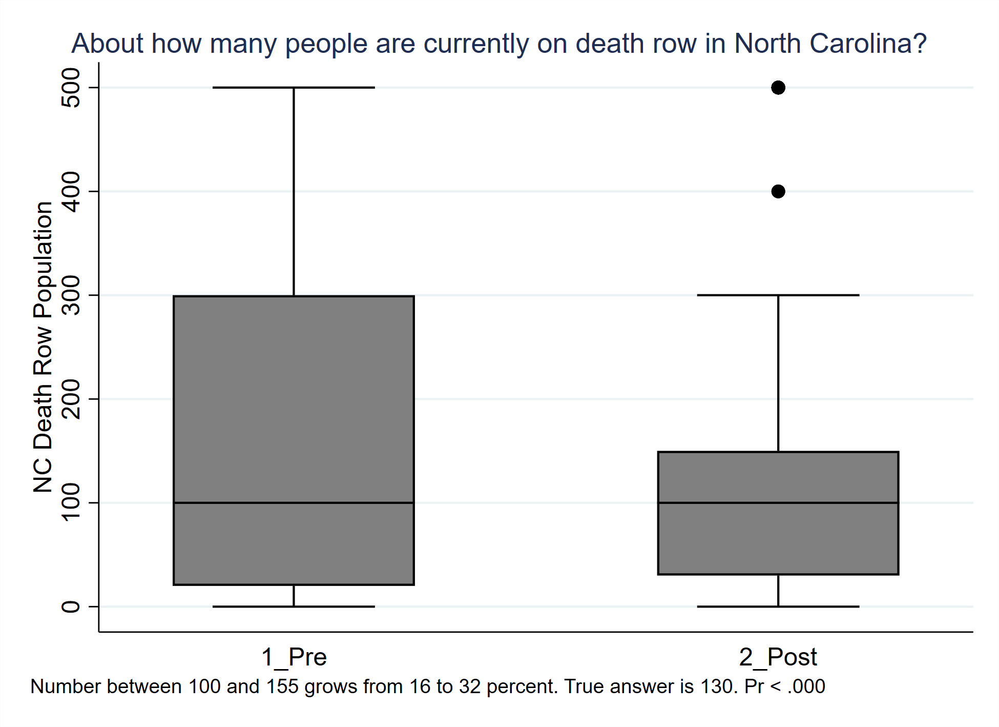 About how many people are currently on death row in North Carolina?
NC Death Row Population
500
400
300
200
100
0
1_Pre
2_Post
Number between 100 and 155 grows from 16 to 32 percent. True answer is 130. Pr < .000